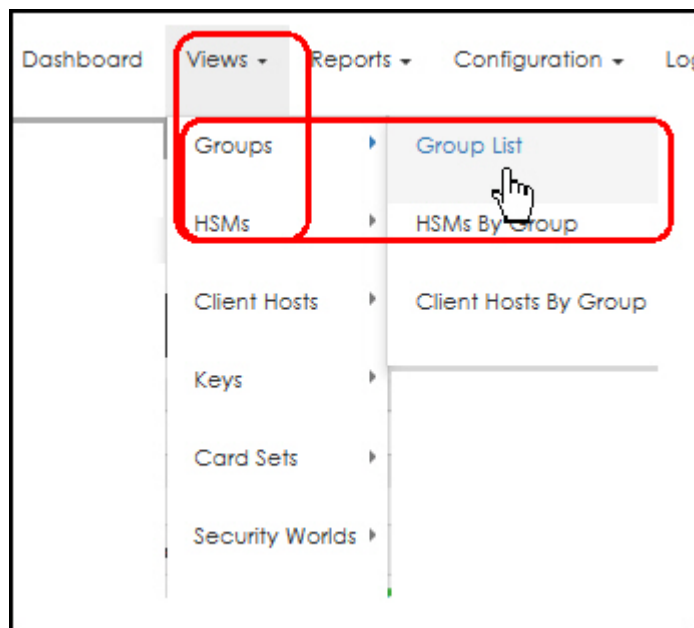 Dashboard Views Reports Configuration
Groups Group List
HSMs HSMs By Group
Client Hosts Client Hosts By Group
Keys
Card Sets
Security Worlds